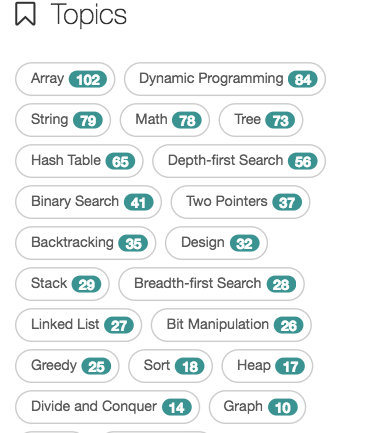 Topics
Array 102 Dynamic Programming 84
String 79 Math 78 Tree 73
Hash Table 65 Depth-first Search 56
Binary Search 41 Two Pointers 37
Backtracking 35 Design 32
Stack 29 Breadth-first Search 28
Linked List 27 Bit Manipulation 26
Greedy 25 Sort 18 Heap 17
Divide and Conquer 14 Graph 10